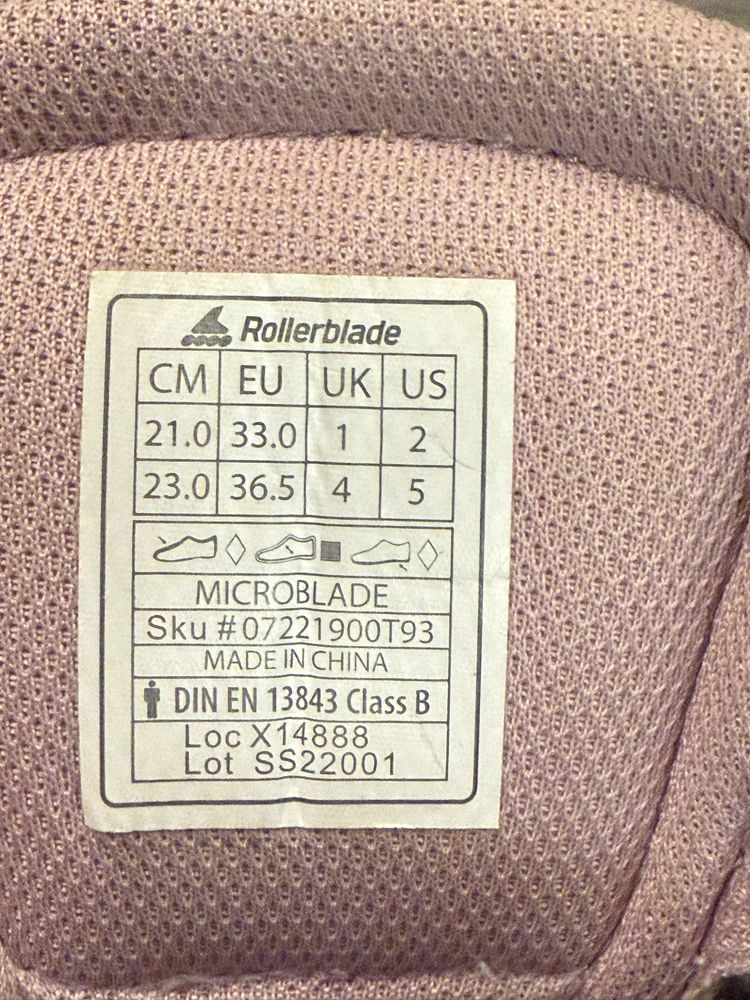 Rollerblade
CM EU UK US
21.0 33.0 1 2
23.0 36.5 4 5
MICROBLADE
Sku #07221900T93
MADE IN CHINA
DIN EN 13843 Class B
Loc X14888
Lot SS22001